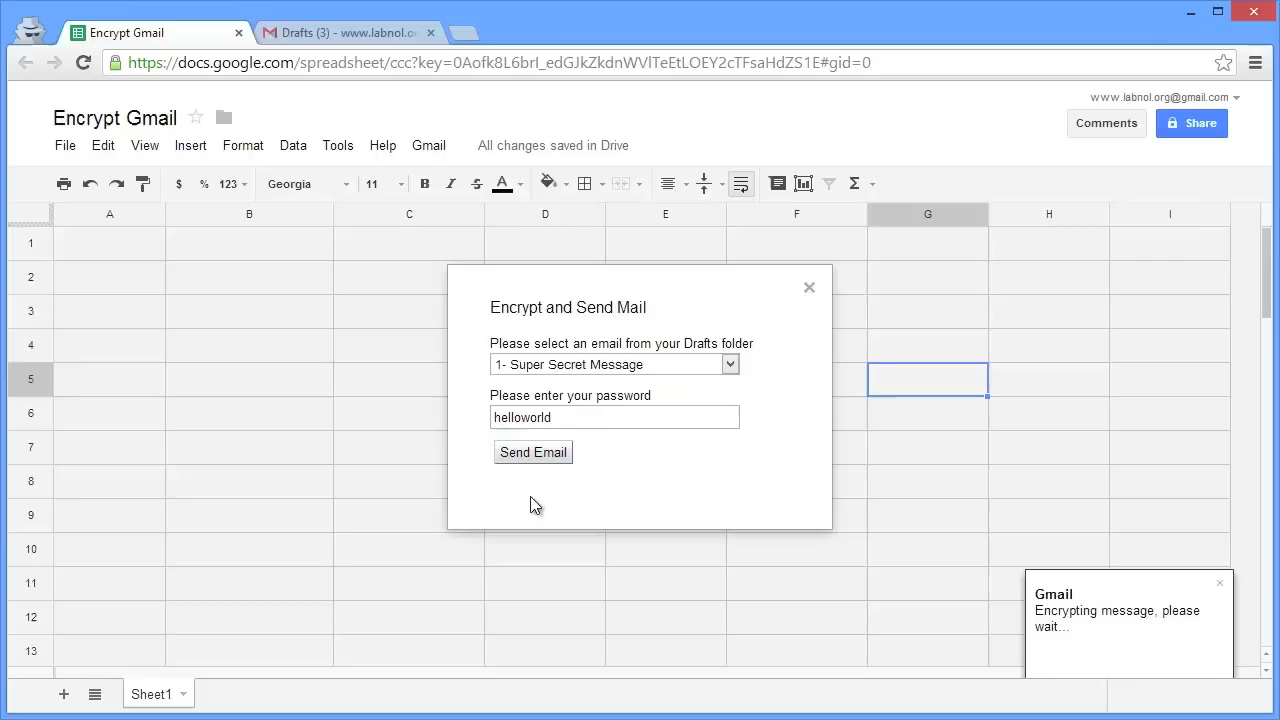 Encrypt Gmail
Drafts (3) - www.labnol.o
https://docs.google.com/spreadsheet/ccc?key=0Aofk8L6brI_edGJkZkdnWVlTeEtLOEY2cTFsaHdZS1E#gid=0
www.labnol.org@gmail.com
Encrypt Gmail
Comments
Share
File Edit View Insert Format Data Tools Help Gmail All changes saved in Drive
$ % 123 Georgia 11 B I S A Σ
A B C D E F G H I
1
2
3
4
5
6
7
8
9
10
11
12
13
Encrypt and Send Mail
Please select an email from your Drafts folder
1- Super Secret Message
Please enter your password
helloworld
Send Email
Gmail
Encrypting message, please
wait...
Sheet1